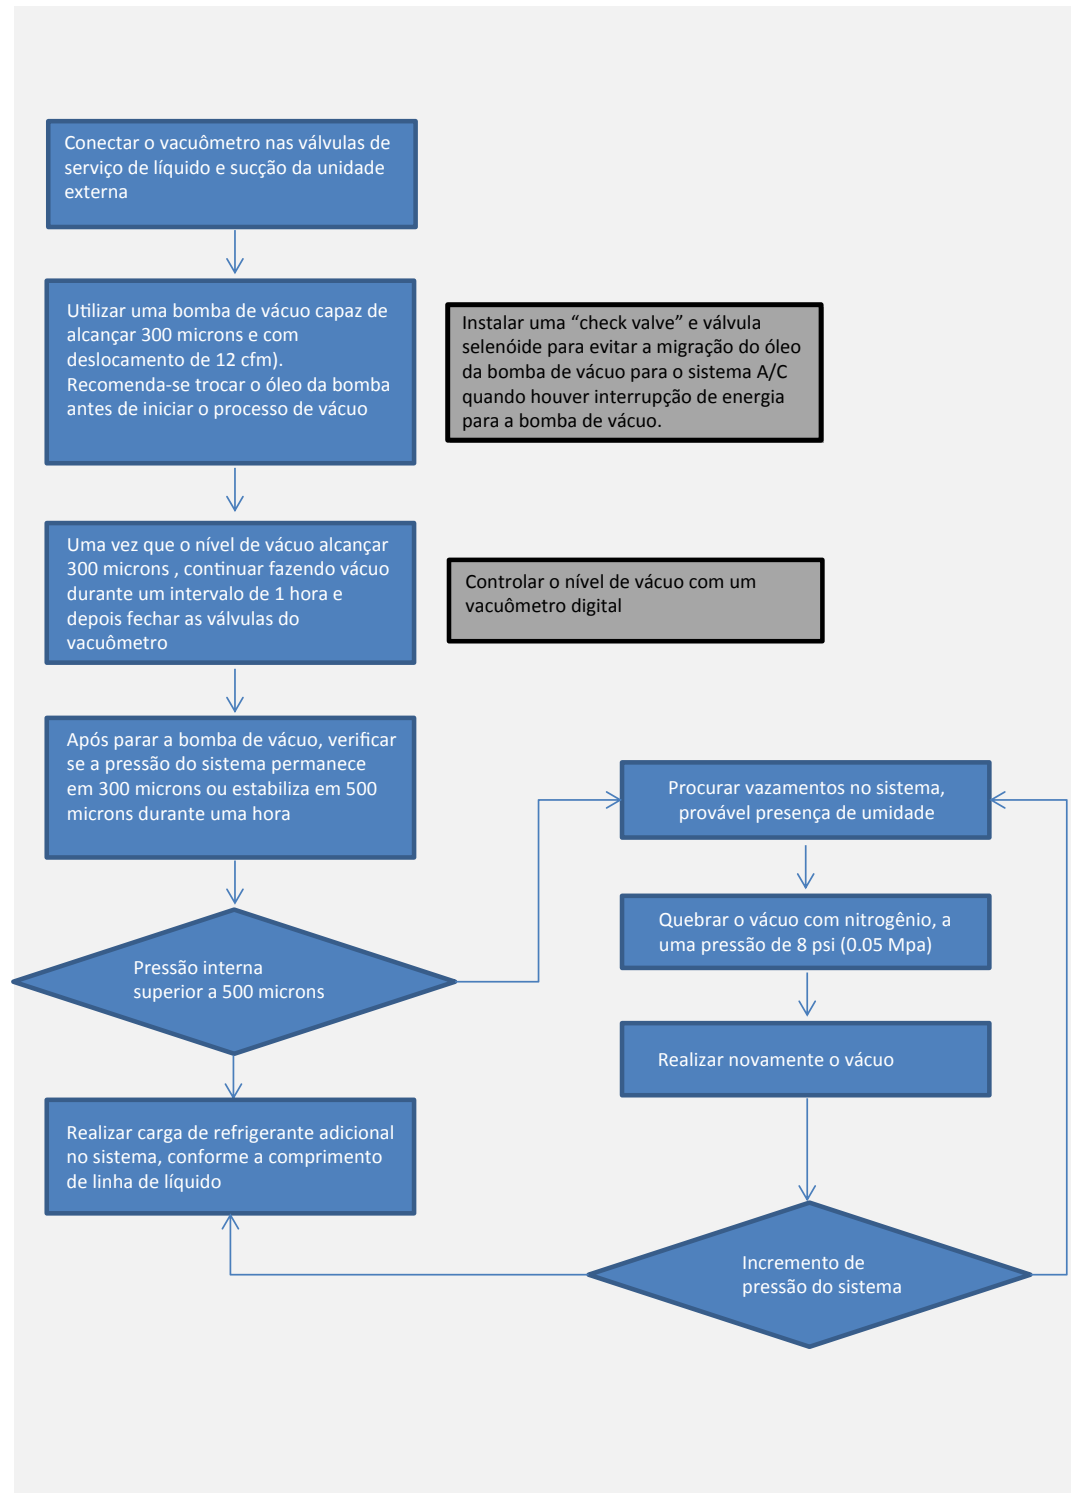 Conectar o vacuômetro nas válvulas de
serviço de líquido e sucção da unidade
externa
Utilizar uma bomba de vácuo capaz de
alcançar 300 microns e com
deslocamento de 12 cfm).
Recomenda-se trocar o óleo da bomba
antes de iniciar o processo de vácuo
Instalar uma “check valve” e válvula
selenóide para evitar a migração do óleo
da bomba de vácuo para o sistema A/C
quando houver interrupção de energia
para a bomba de vácuo.
Uma vez que o nível de vácuo alcançar
300 microns , continuar fazendo vácuo
durante um intervalo de 1 hora e
depois fechar as válvulas do
vacuômetro
Controlar o nível de vácuo com um
vacuômetro digital
Após parar a bomba de vácuo, verificar
se a pressão do sistema permanece
em 300 microns ou estabiliza em 500
microns durante uma hora
Pressão interna
superior a 500 microns
Realizar carga de refrigerante adicional
no sistema, conforme a comprimento
de linha de líquido
Procurar vazamentos no sistema,
provável presença de umidade
Quebrar o vácuo com nitrogênio, a
uma pressão de 8 psi (0.05 Mpa)
Realizar novamente o vácuo
Incremento de
pressão do sistema